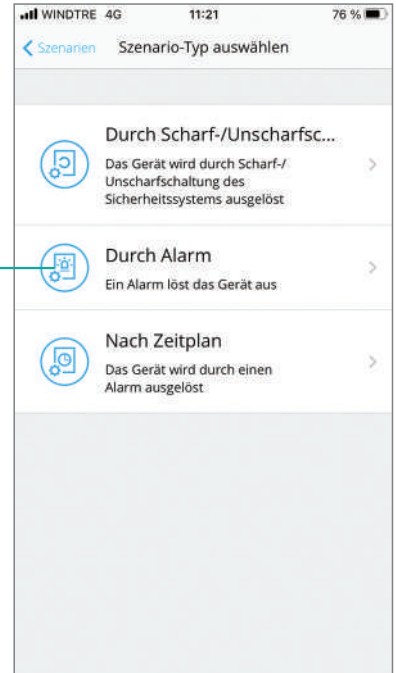 WINDTRE 4G 11:21 76 %
Szenarien Szenario-Typ auswählen
Durch Scharf-/Unscharfsc...
Das Gerät wird durch Scharf-/
Unscharfschaltung des
Sicherheitssystems ausgelöst
Durch Alarm
Ein Alarm löst das Gerät aus
Nach Zeitplan
Das Gerät wird durch einen
Alarm ausgelöst